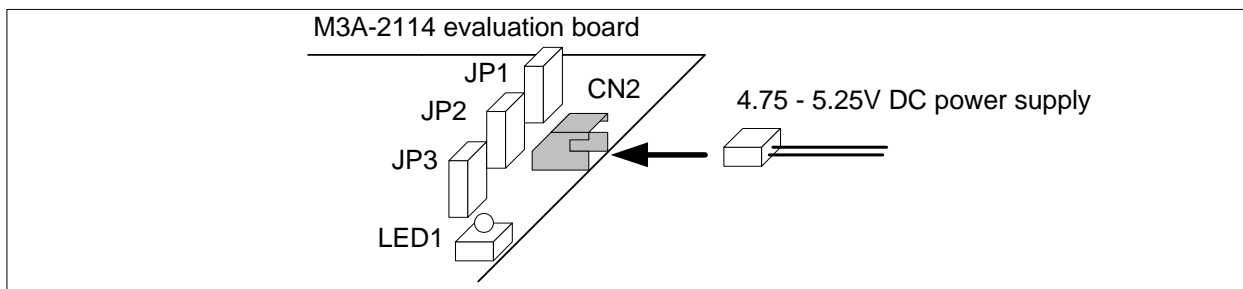 M3A-2114 evaluation board
JP1
CN2
4.75 - 5.25V DC power supply
JP2
JP3
LED1